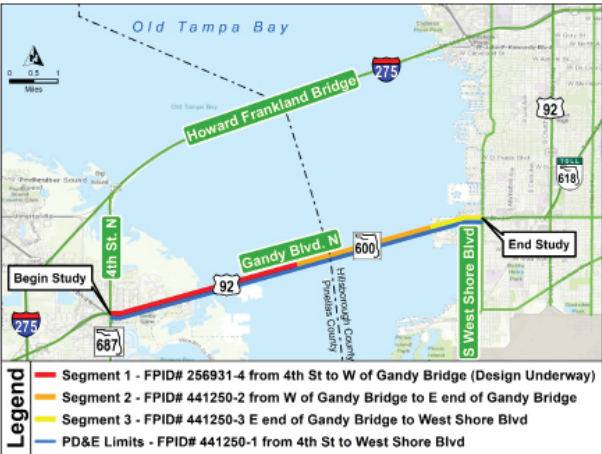 Old Tampa Bay
N
0 0.5 1
Miles
275
Howard Frankland Bridge
Old Tampa Bay
92
TOLL
618
4th St. N
Gandy Blvd. N
600
S West Shore Blvd
End Study
Begin Study
92
Hillsborough County
Pinellas County
275
687
Legend
Segment 1 - FPID# 256931-4 from 4th St to W of Gandy Bridge (Design Underway)
Segment 2 - FPID# 441250-2 from W of Gandy Bridge to E end of Gandy Bridge
Segment 3 - FPID# 441250-3 E end of Gandy Bridge to West Shore Blvd
PD&E Limits - FPID# 441250-1 from 4th St to West Shore Blvd